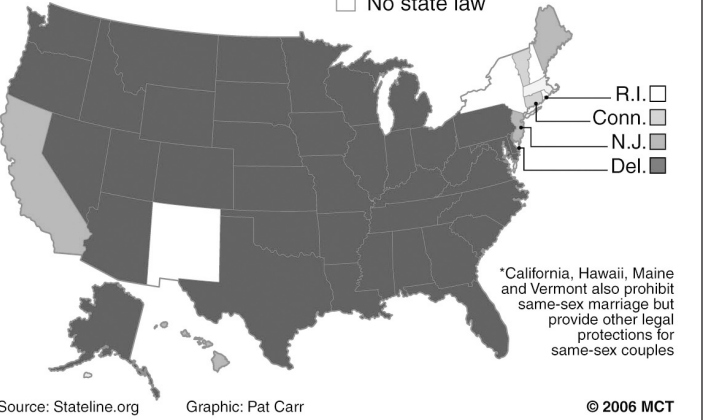 No state law
R.I.
Conn.
N.J.
Del.
*California, Hawaii, Maine
and Vermont also prohibit
same-sex marriage but
provide other legal
protections for
same-sex couples
Source: Stateline.org
Graphic: Pat Carr
© 2006 MCT